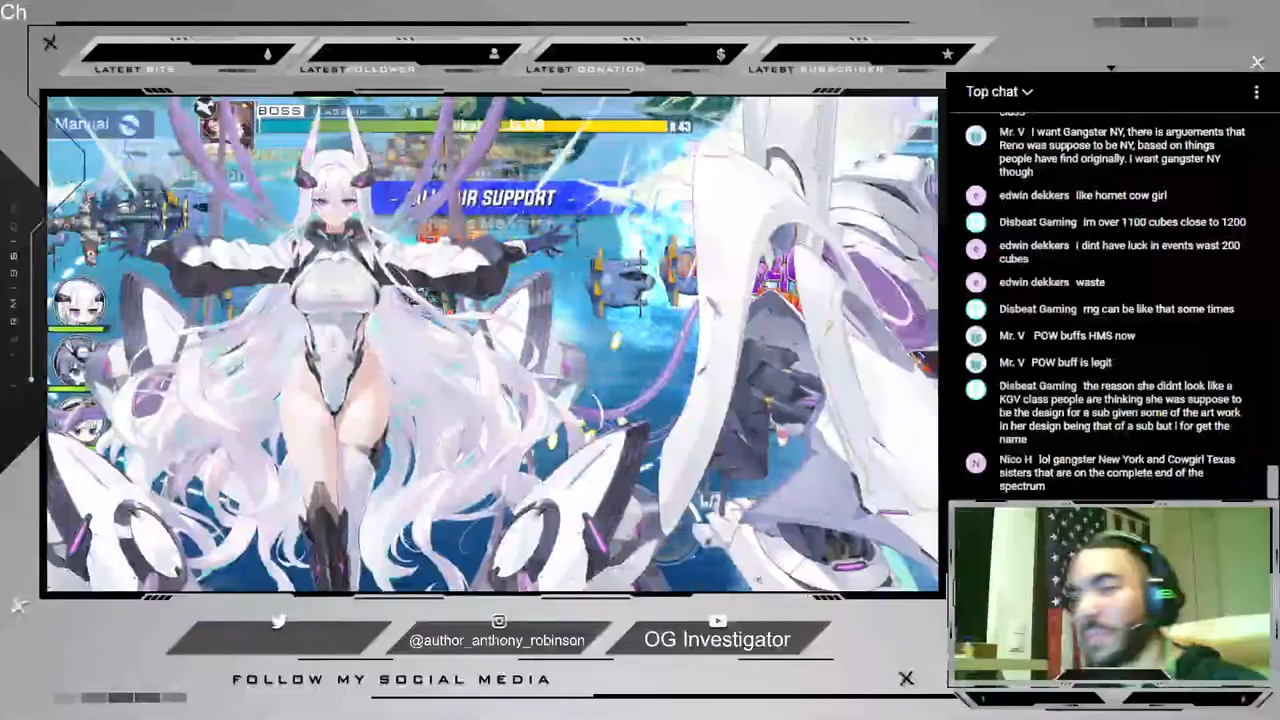 Ch
LATEST BITS
LATEST FOLLOWER
LATEST DONATION
LATEST SUBSCRIBER
Top chat
class
Mr. V I want Gangster NY, there is arguements that
Reno was suppose to be NY, based on things
people have find originally. i want gangster NY
though
edwin dekkers like hornet cow girl
Disbeat Gaming im over 1100 cubes close to 1200
edwin dekkers i dint have luck in events wast 200
cubes
edwin dekkers waste
Disbeat Gaming rng can be like that some times
Mr. V POW buffs HMS now
Mr. V POW buff is legit
Disbeat Gaming the reason she didnt look like a
KGV class people are thinking she was suppose to
be the design for a sub given some of the art work
in her design being that of a sub but i for get the
name
Nico H lol gangster New York and Cowgirl Texas
sisters that are on the complete end of the
spectrum
Manual
BOSS
SUPPORT
@author_anthony_robinson
OG Investigator
FOLLOW MY SOCIAL MEDIA